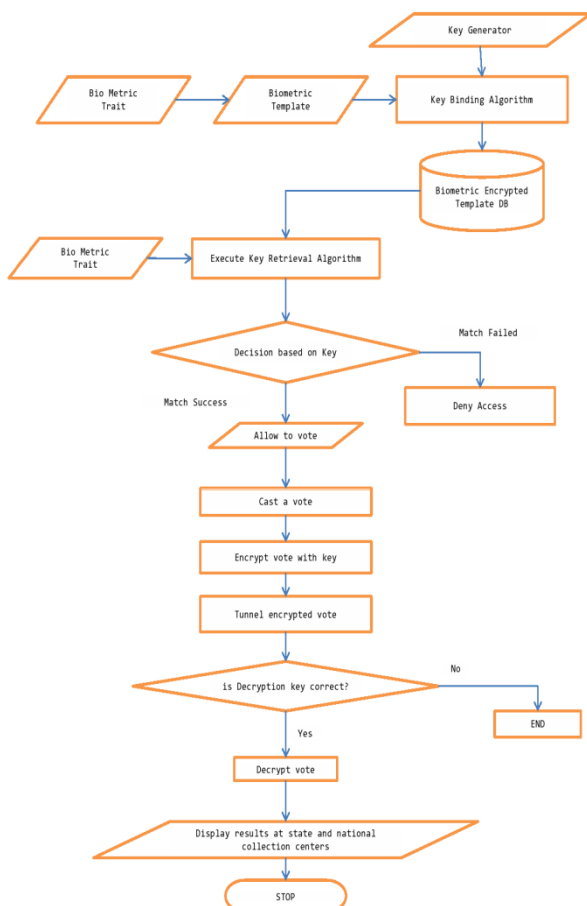 Key Generator
Bio Metric
Trait
Biometric
Template
Key Binding Algorithm
Biometric Encrypted
Template DB
Bio Metric
Trait
Execute Key Retrieval Algorithm
Match Failed
Decision based on Key
Deny Access
Match Success
Allow to vote
Cast a vote
Encrypt vote with key
Tunnel encrypted vote
No
is Decryption key correct?
END
Yes
Decrypt vote
Display results at state and national
collection centers
STOP